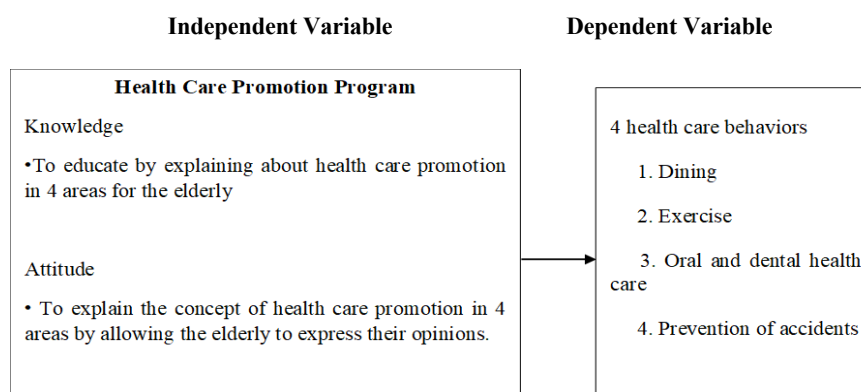 Independent Variable
Dependent Variable
Health Care Promotion Program
Knowledge
•To educate by explaining about health care promotion
in 4 areas for the elderly
Attitude
• To explain the concept of health care promotion in 4
areas by allowing the elderly to express their opinions.
4 health care behaviors
1. Dining
2. Exercise
3. Oral and dental health
care
4. Prevention of accidents